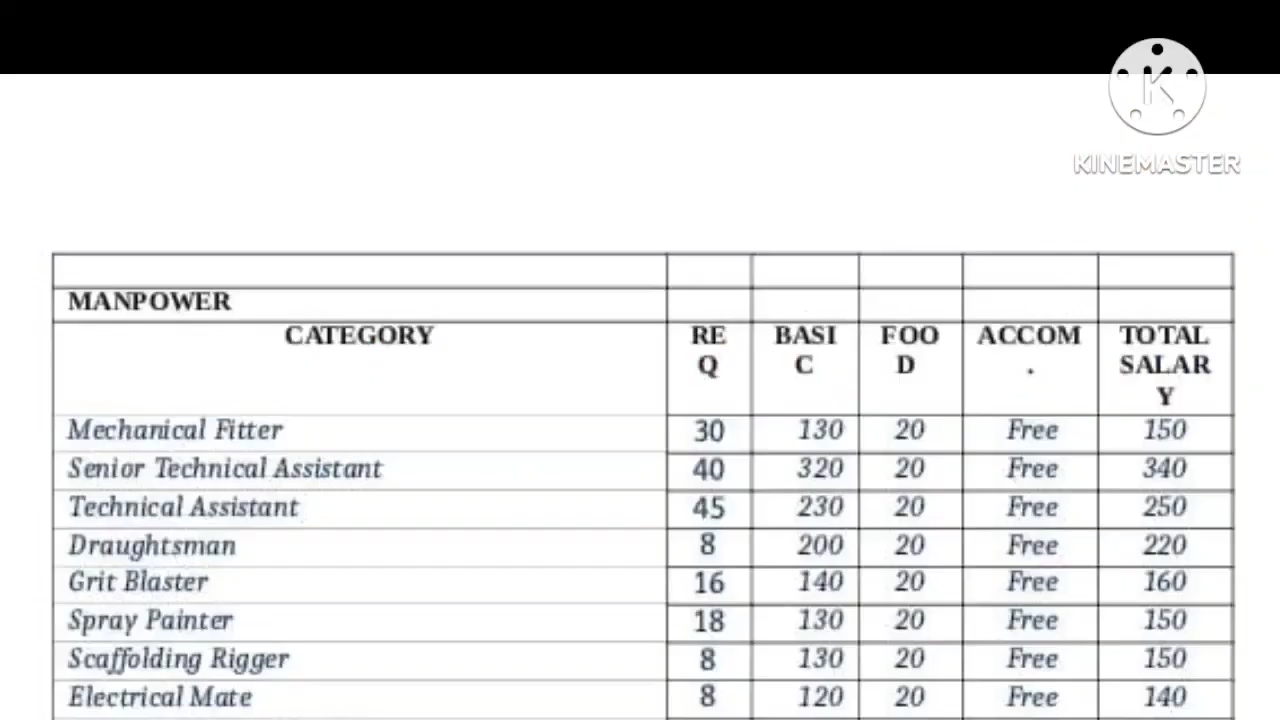 KINEMASTER
MANPOWER
CATEGORY RE BASI FOO ACCOM TOTAL
Q C D . SALAR
Y
Mechanical Fitter 30 130 20 Free 150
Senior Technical Assistant 40 320 20 Free 340
Technical Assistant 45 230 20 Free 250
Draughtsman 8 200 20 Free 220
Grit Blaster 16 140 20 Free 160
Spray Painter 18 130 20 Free 150
Scaffolding Rigger 8 130 20 Free 150
Electrical Mate 8 120 20 Free 140